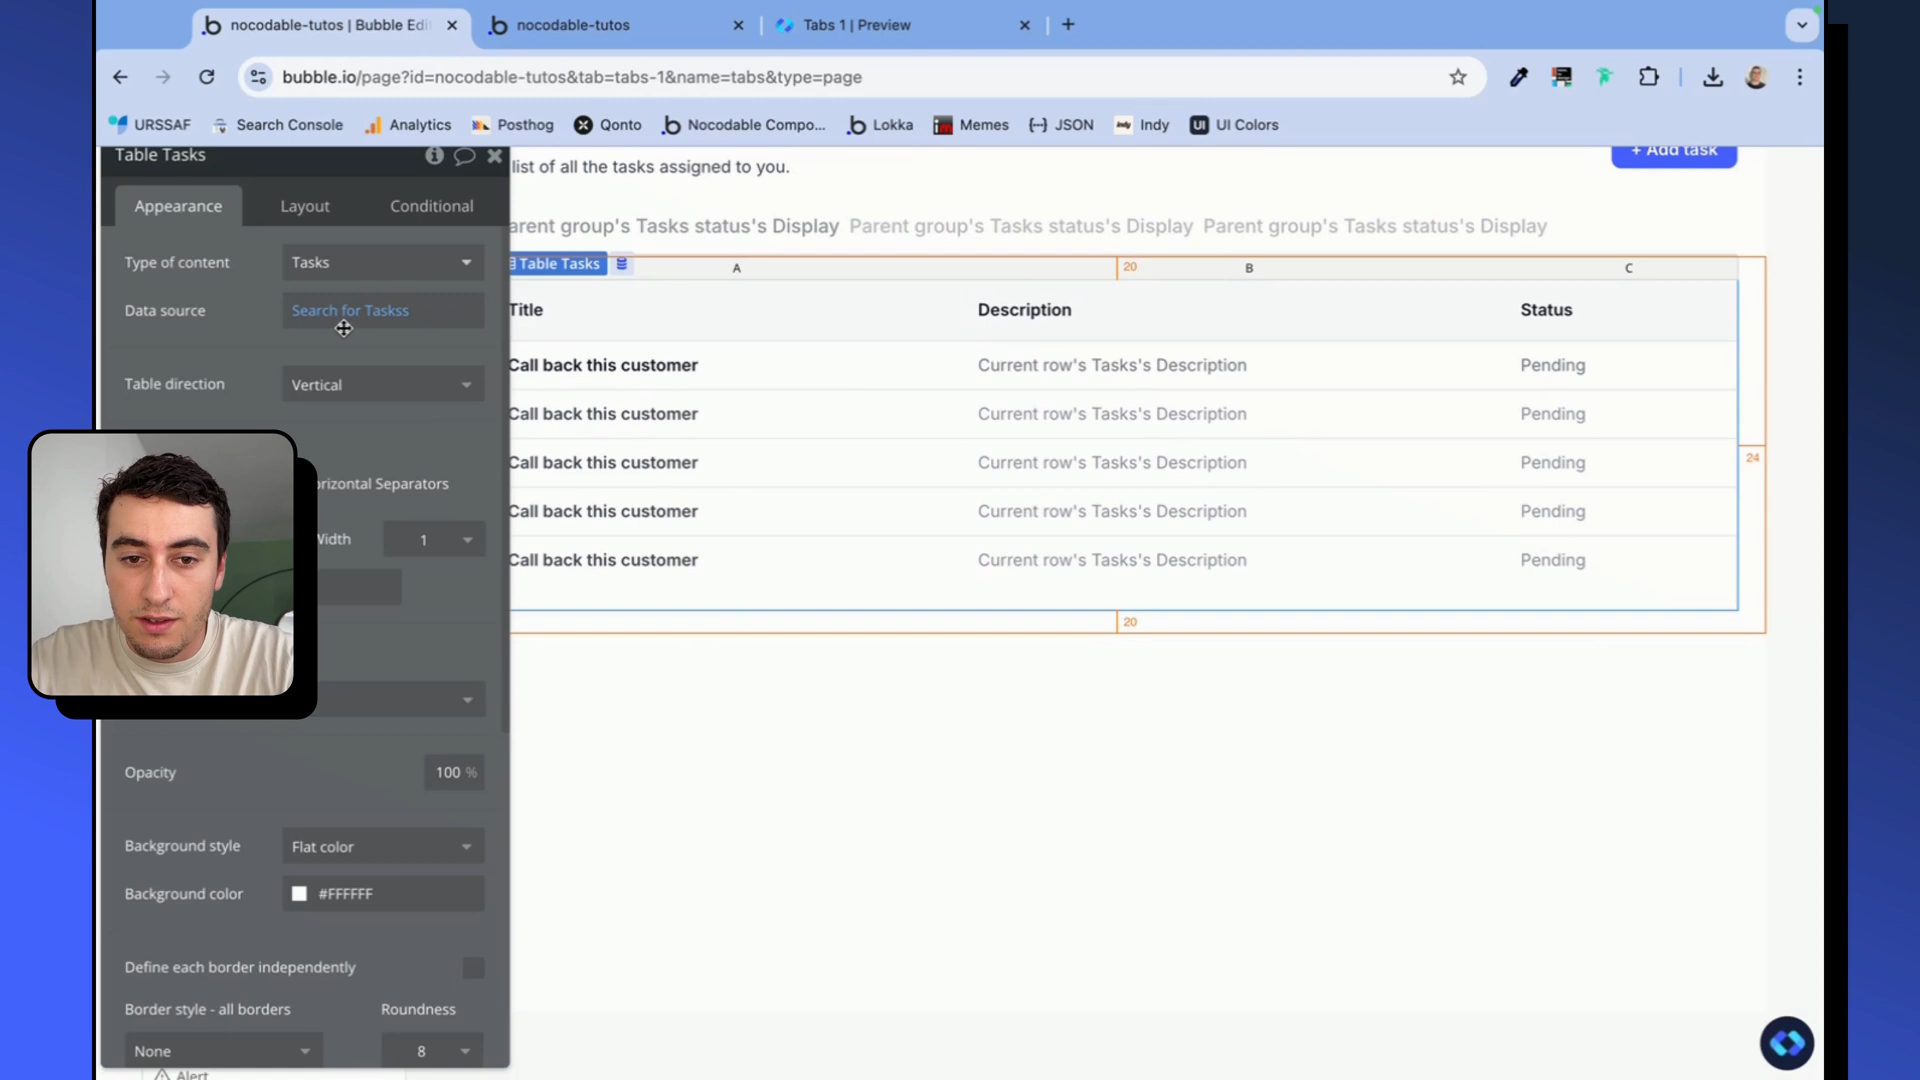 nocodable-tutos | Bubble Edi
nocodable-tutos
Tabs 1 | Preview
bubble.io/page?id=nocodable-tutos&tab=tabs-1&name=tabs&type=page
URSSAF
Search Console
Analytics
Posthog
Qonto
Nocodable Compo...
Lokka
Memes
JSON
Indy
UI Colors
Table Tasks
list of all the tasks assigned to you.
+ Add task
Appearance
Layout
Conditional
arent group's Tasks status's Display
Parent group's Tasks status's Display
Parent group's Tasks status's Display
Type of content
Tasks
Table Tasks
A
20
B
C
Data source
Search for Taskss
Title
Description
Status
Call back this customer
Current row's Tasks's Description
Pending
Table direction
Vertical
Call back this customer
Current row's Tasks's Description
Pending
Call back this customer
Current row's Tasks's Description
Pending
24
orizontal Separators
Call back this customer
Current row's Tasks's Description
Pending
Width
1
Call back this customer
Current row's Tasks's Description
Pending
20
Opacity
100 %
Background style
Flat color
Background color
#FFFFFF
Define each border independently
Border style - all borders
Roundness
None
8
Alert